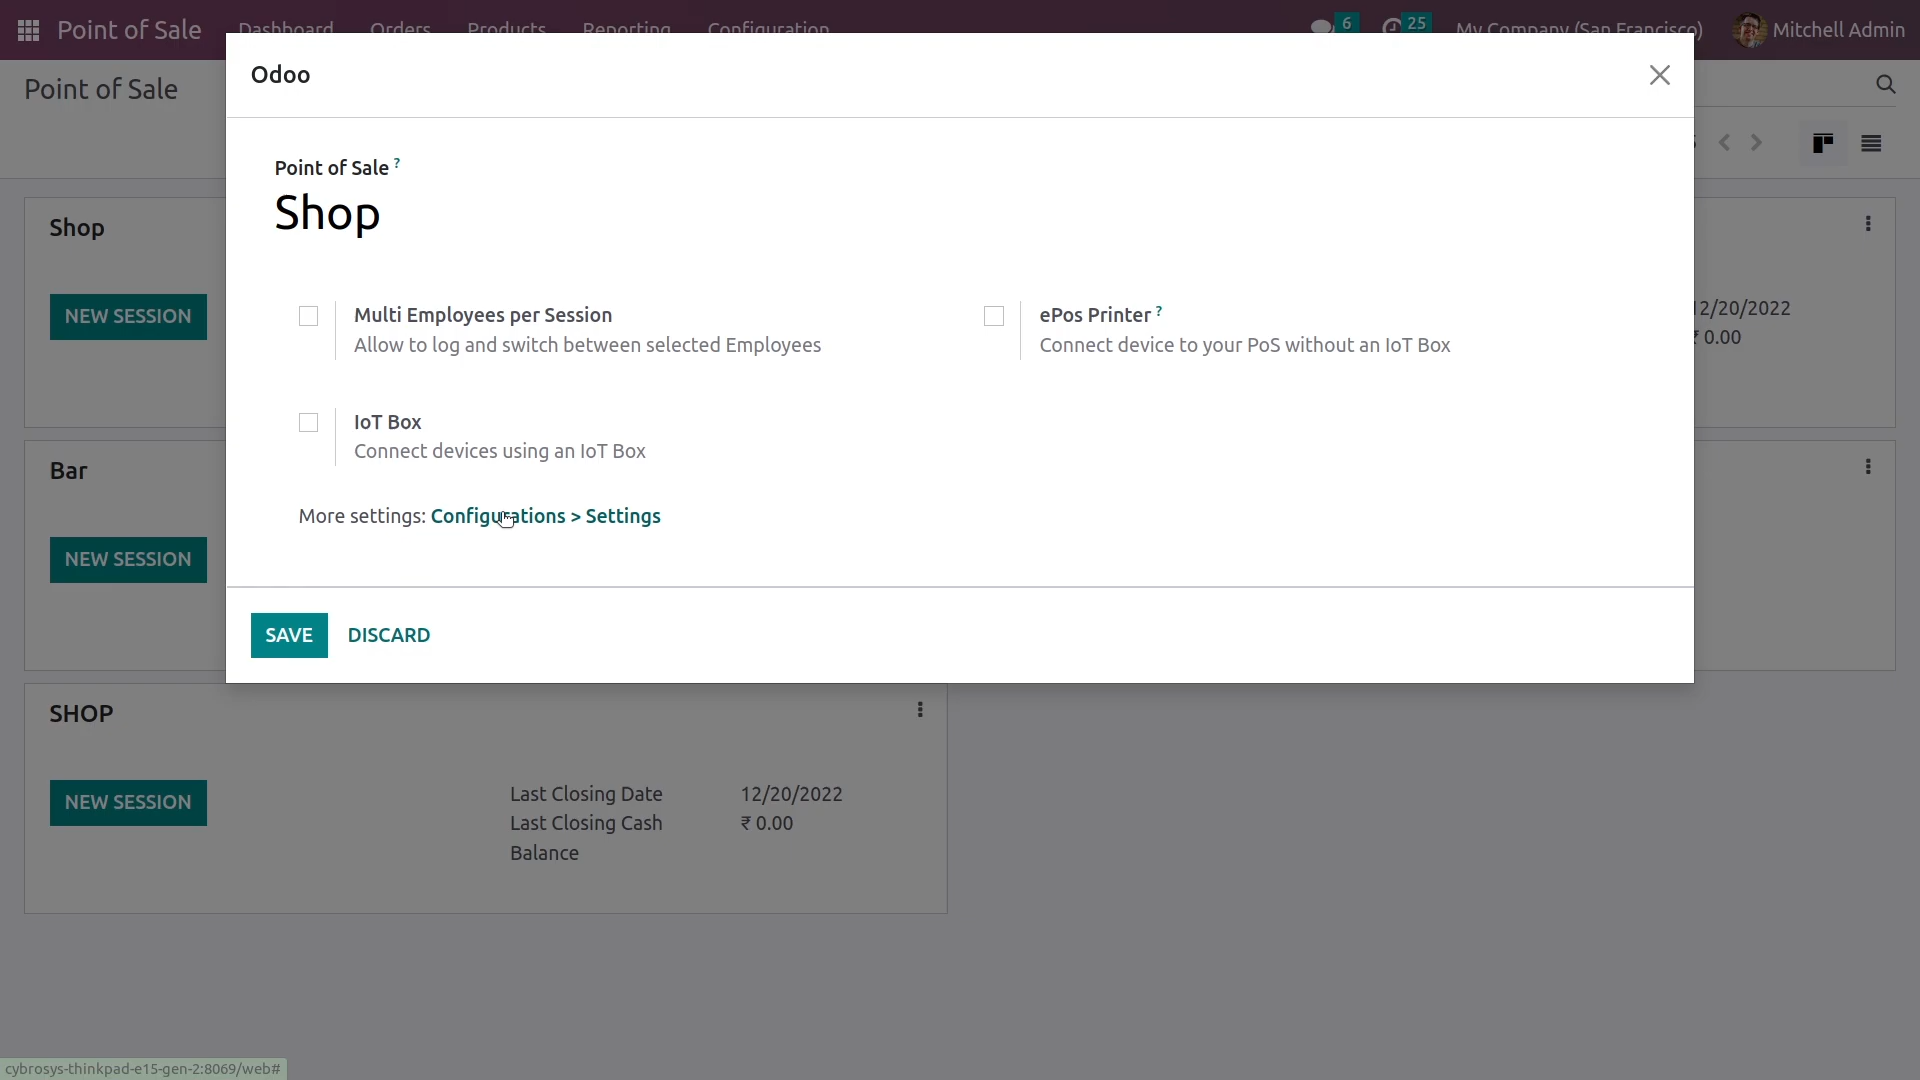 Point of Sale Dashboard Orders Products Reporting Configuration 6 25 My Company (San Francisco) Mitchell Admin
Odoo
Point of Sale
Point of Sale ?
Shop
Shop
NEW SESSION
Multi Employees per Session
Allow to log and switch between selected Employees
ePos Printer ?
Connect device to your PoS without an IoT Box
12/20/2022
₹ 0.00
IoT Box
Connect devices using an IoT Box
Bar
More settings: Configurations > Settings
NEW SESSION
SAVE DISCARD
SHOP
NEW SESSION
Last Closing Date 12/20/2022
Last Closing Cash ₹ 0.00
Balance
cybrosys-thinkpad-e15-gen-2:8069/web#